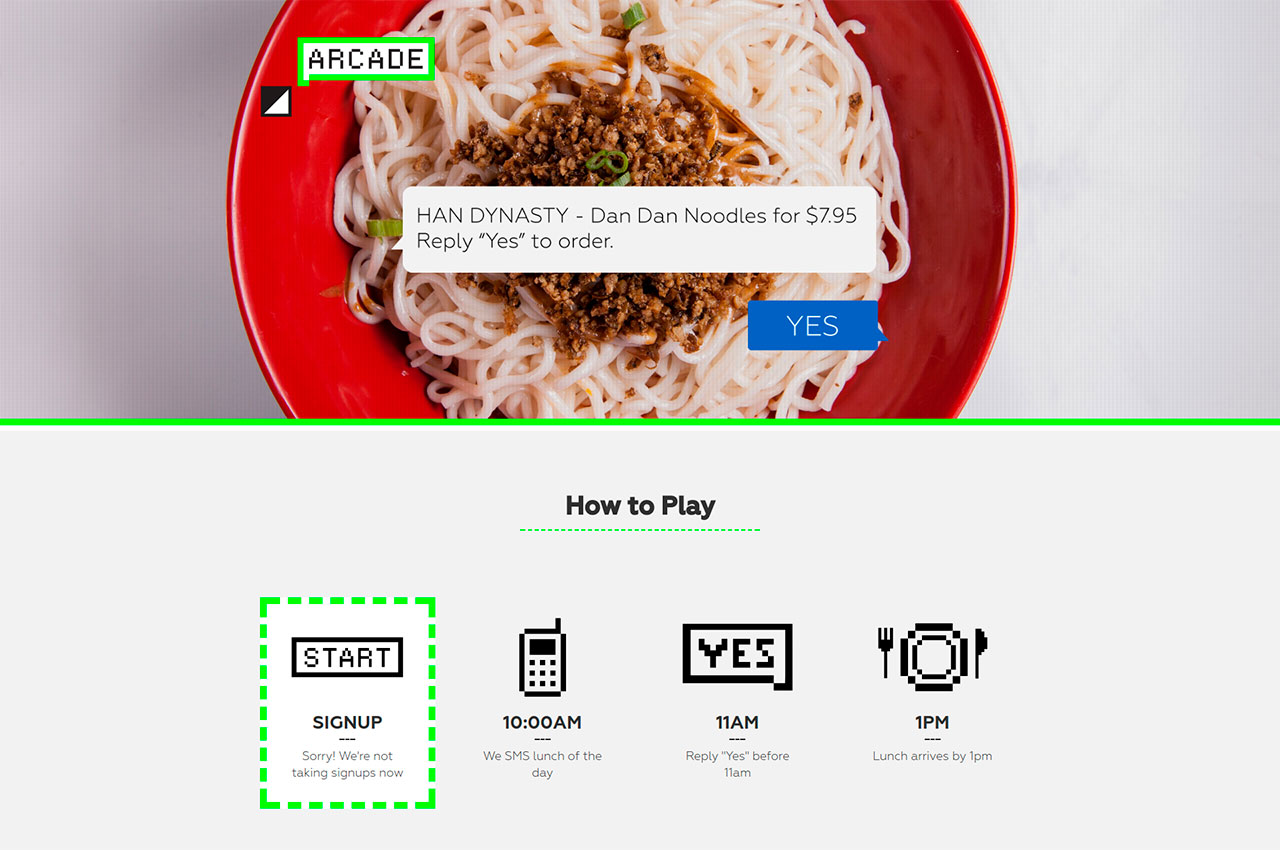 ARCADE
HAN DYNASTY - Dan Dan Noodles for $7.95
Reply “Yes” to order.
YES
How to Play
START
SIGNUP
Sorry! We're not
taking signups now
10:00AM
We SMS lunch of the
day
YES
11AM
Reply "Yes" before
11am
1PM
Lunch arrives by 1pm